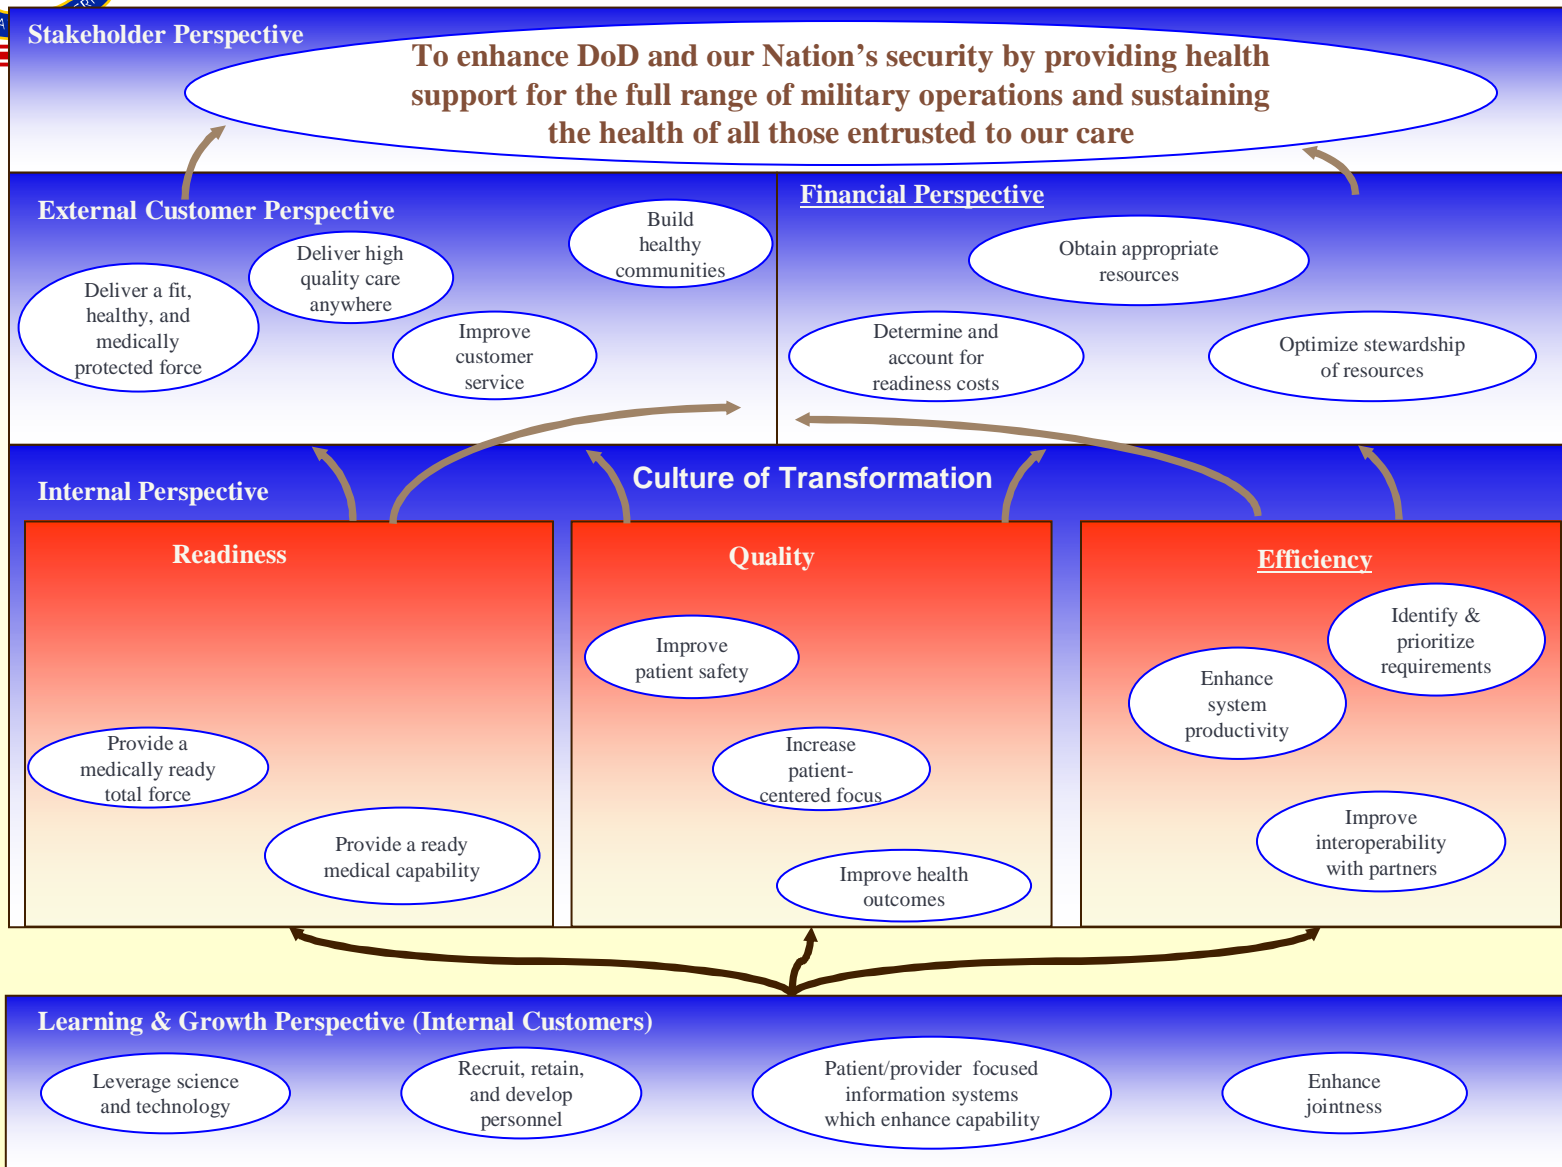 Stakeholder Perspective
To enhance DoD and our Nation’s security by providing health
support for the full range of military operations and sustaining
the health of all those entrusted to our care
External Customer Perspective
Deliver a fit,
healthy, and
medically
protected force
Deliver high
quality care
anywhere
Improve
customer
service
Build
healthy
communities
Financial Perspective
Obtain appropriate
resources
Determine and
account for
readiness costs
Optimize stewardship
of resources
Internal Perspective
Culture of Transformation
Readiness
Provide a
medically ready
total force
Provide a ready
medical capability
Quality
Improve
patient safety
Increase
patient-
centered focus
Improve health
outcomes
Efficiency
Identify &
prioritize
requirements
Enhance
system
productivity
Improve
interoperability
with partners
Learning & Growth Perspective (Internal Customers)
Leverage science
and technology
Recruit, retain,
and develop
personnel
Patient/provider  focused
information systems
which enhance capability
Enhance
jointness